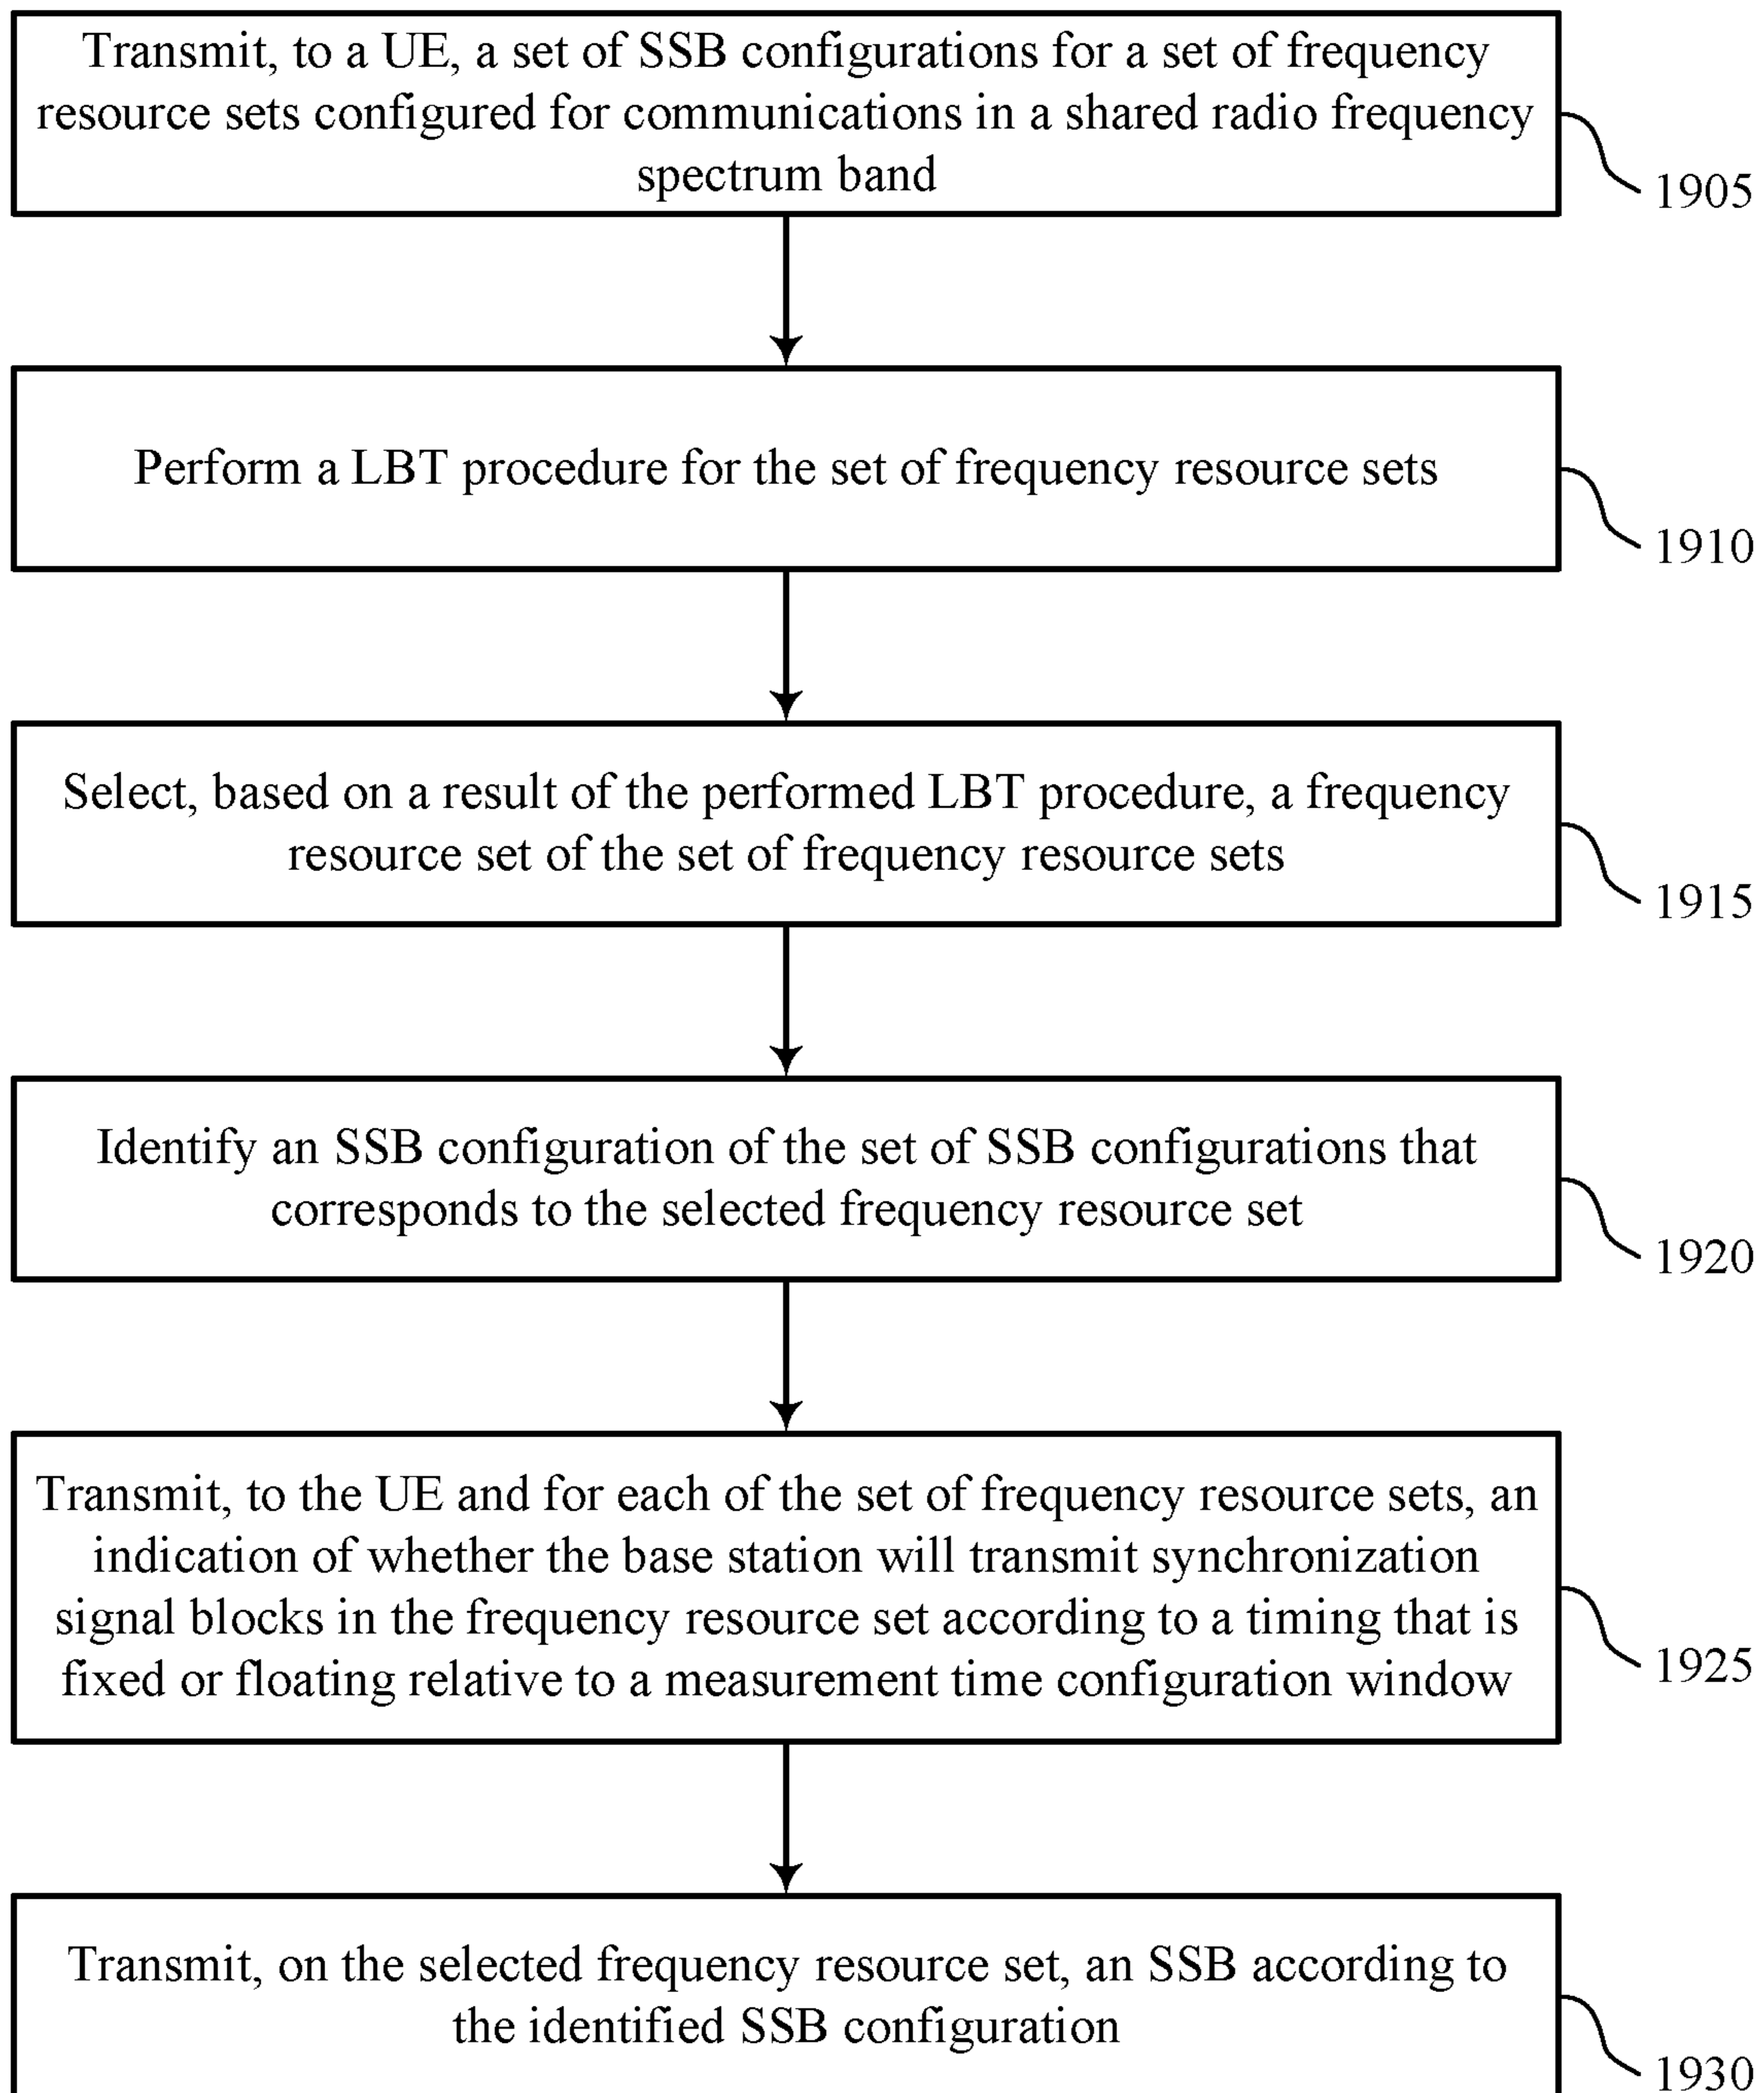 Transmit, to a UE, a set of SSB configurations for a set of frequency
resource sets configured for communications in a shared radio frequency
spectrum band
1905
Perform a LBT procedure for the set of frequency resource sets
1910
Select, based on a result of the performed LBT procedure, a frequency
resource set of the set of frequency resource sets
1915
Identify an SSB configuration of the set of SSB configurations that
corresponds to the selected frequency resource set
1920
Transmit, to the UE and for each of the set of frequency resource sets, an
indication of whether the base station will transmit synchronization
signal blocks in the frequency resource set according to a timing that is
fixed or floating relative to a measurement time configuration window
1925
Transmit, on the selected frequency resource set, an SSB according to
the identified SSB configuration
1930